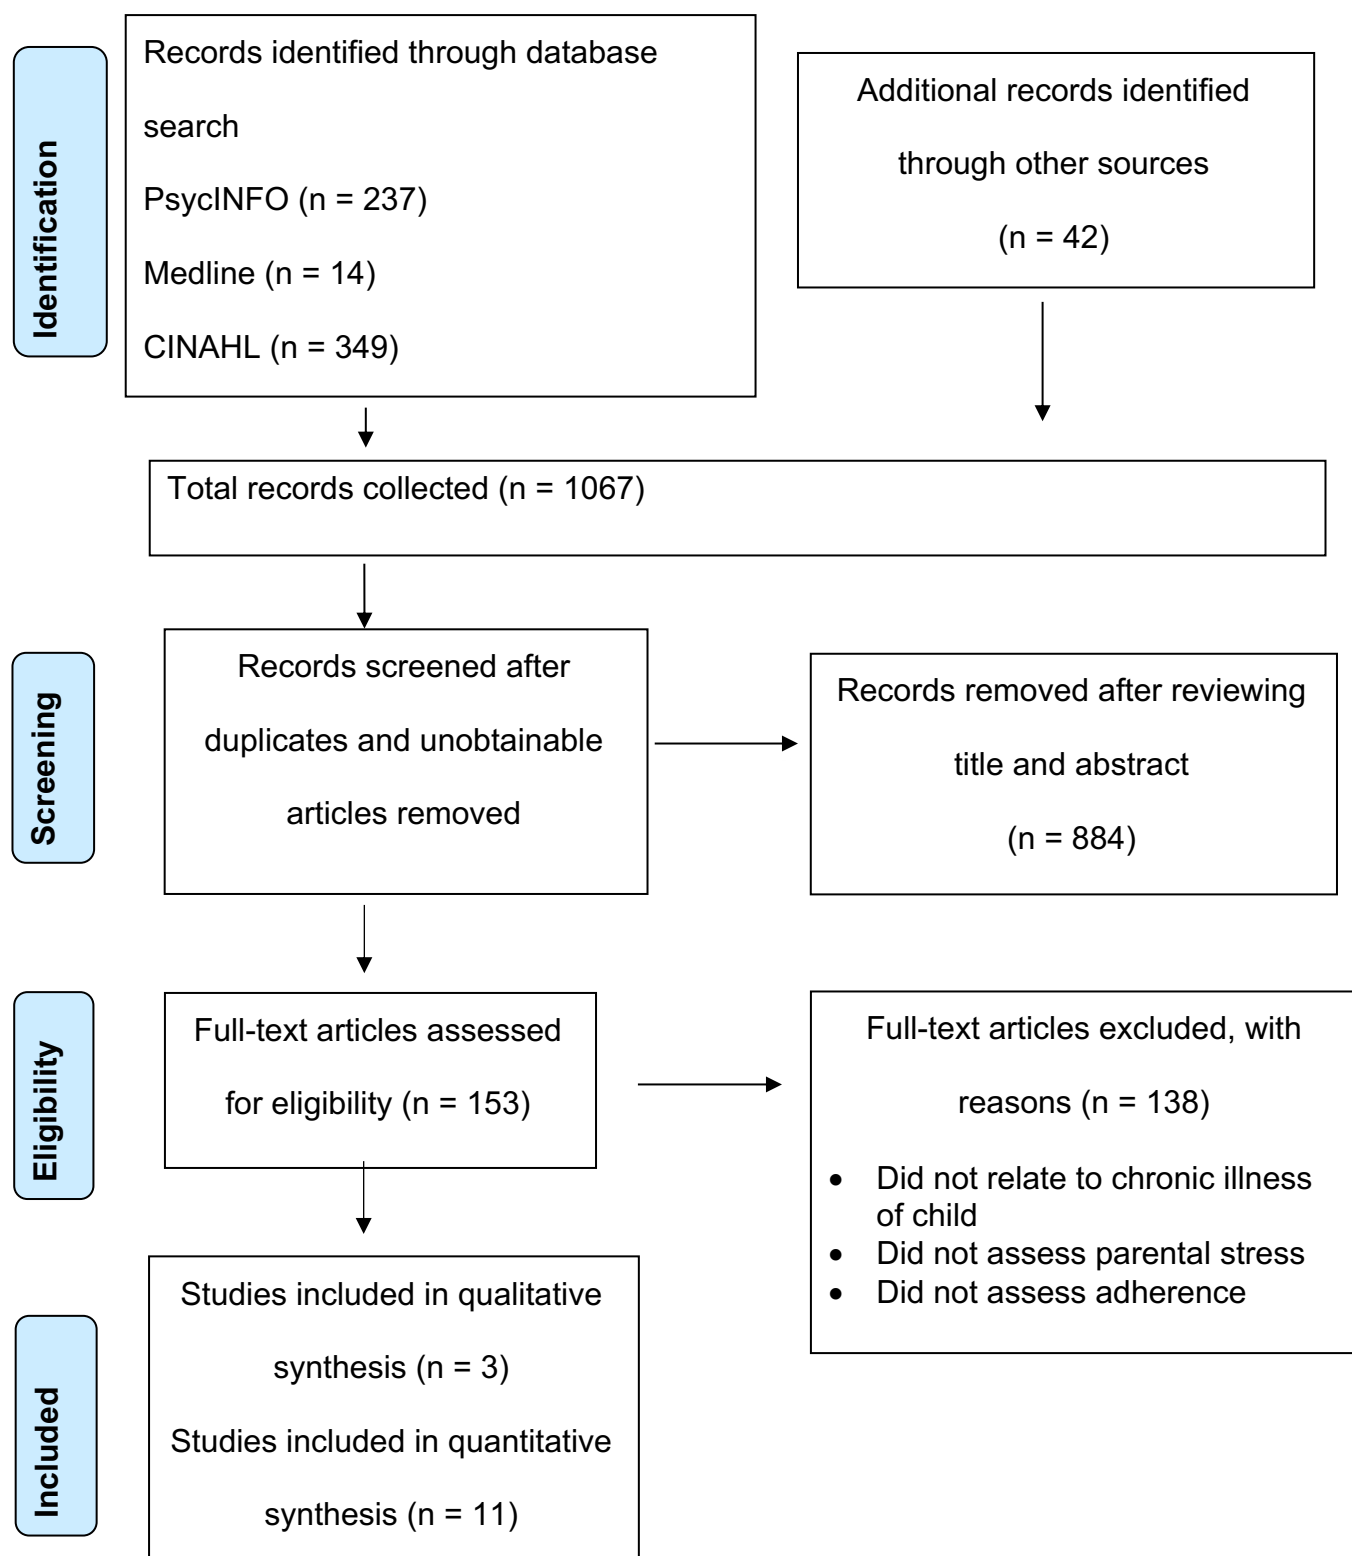 Identification
Records identified through database
search
PsycINFO (n = 237)
Medline (n = 14)
CINAHL (n = 349)
Additional records identified
through other sources
(n = 42)
Total records collected (n = 1067)
Screening
Records screened after
duplicates and unobtainable
articles removed
Records removed after reviewing
title and abstract
(n = 884)
Eligibility
Full-text articles assessed
for eligibility (n = 153)
Full-text articles excluded, with
reasons (n = 138)
• Did not relate to chronic illness
of child
• Did not assess parental stress
• Did not assess adherence
Included
Studies included in qualitative
synthesis (n = 3)
Studies included in quantitative
synthesis (n = 11)